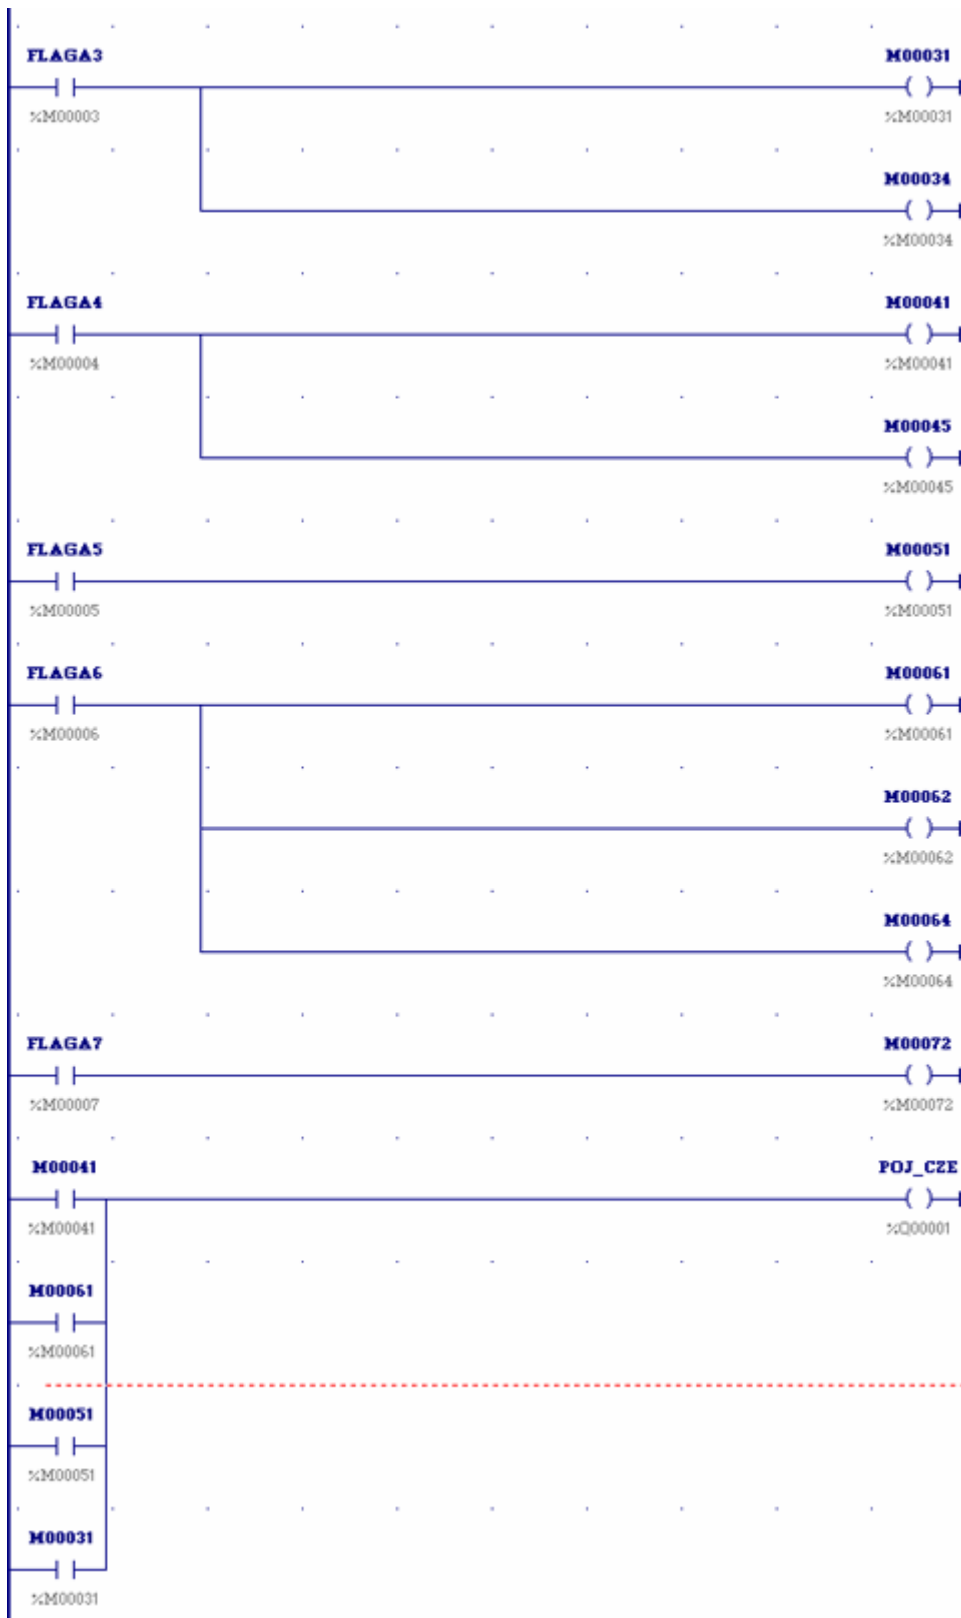 FLAGA3 M00031
%M00003 %M00031
M00034
%M00034
FLAGA4 M00041
%M00004 %M00041
M00045
%M00045
FLAGA5 M00051
%M00005 %M00051
FLAGA6 M00061
%M00006 %M00061
M00062
%M00062
M00064
%M00064
FLAGA7 M00072
%M00007 %M00072
M00041 POJ_CZE
%M00041 %Q00001
M00061
%M00061
M00051
%M00051
M00031
%M00031